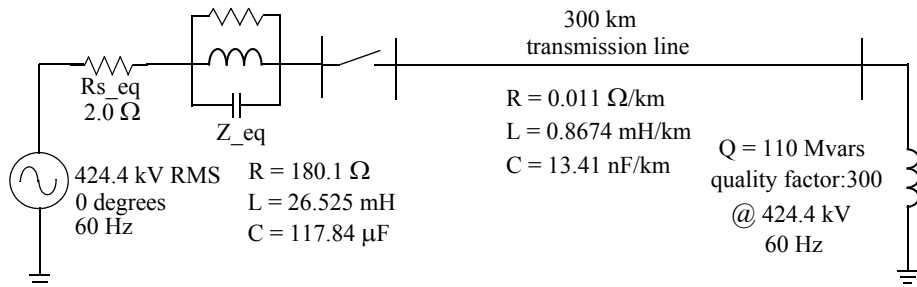 300 km
transmission line
Rs_eq
2.0 Ω
Z_eq
R = 0.011 Ω/km
L = 0.8674 mH/km
C = 13.41 nF/km
424.4 kV RMS
0 degrees
60 Hz
R = 180.1 Ω
L = 26.525 mH
C = 117.84 μF
Q = 110 Mvars
quality factor:300
@ 424.4 kV
60 Hz